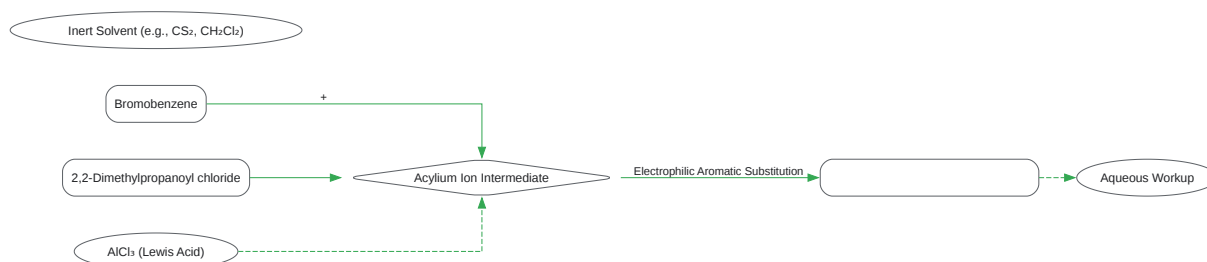 Inert Solvent (e.g., CS₂, CH₂Cl₂)
Bromobenzene
+
2,2-Dimethylpropanoyl chloride
Acylium Ion Intermediate
Electrophilic Aromatic Substitution
Aqueous Workup
AlCl₃ (Lewis Acid)